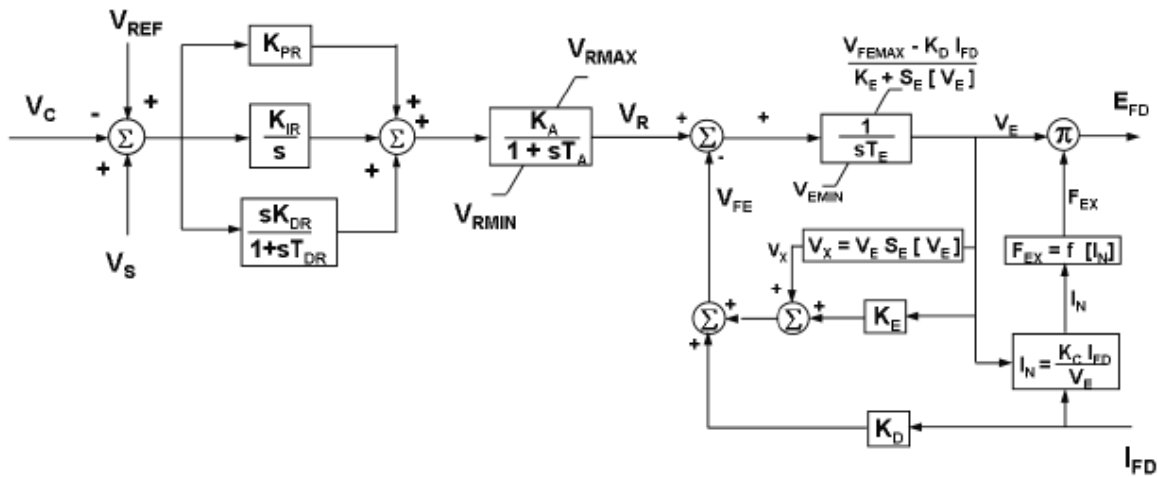 V_REF
V_C
-
+
+
Σ
V_S
K_PR
K_IR
s
sK_DR
1+sT_DR
+
+
+
Σ
+
V_RMAX
K_A
1 + sT_A
V_RMIN
V_R
+
Σ
-
+
V_FEMAX - K_D I_FD
K_E + S_E [ V_E ]
1
sT_E
V_EMIN
V_E
π
E_FD
V_FE
F_EX
V_X
V_X = V_E S_E [ V_E ]
F_EX = f [I_N]
+
+
Σ
+
+
Σ
K_E
I_N
I_N = K_C I_FD
V_E
K_D
I_FD